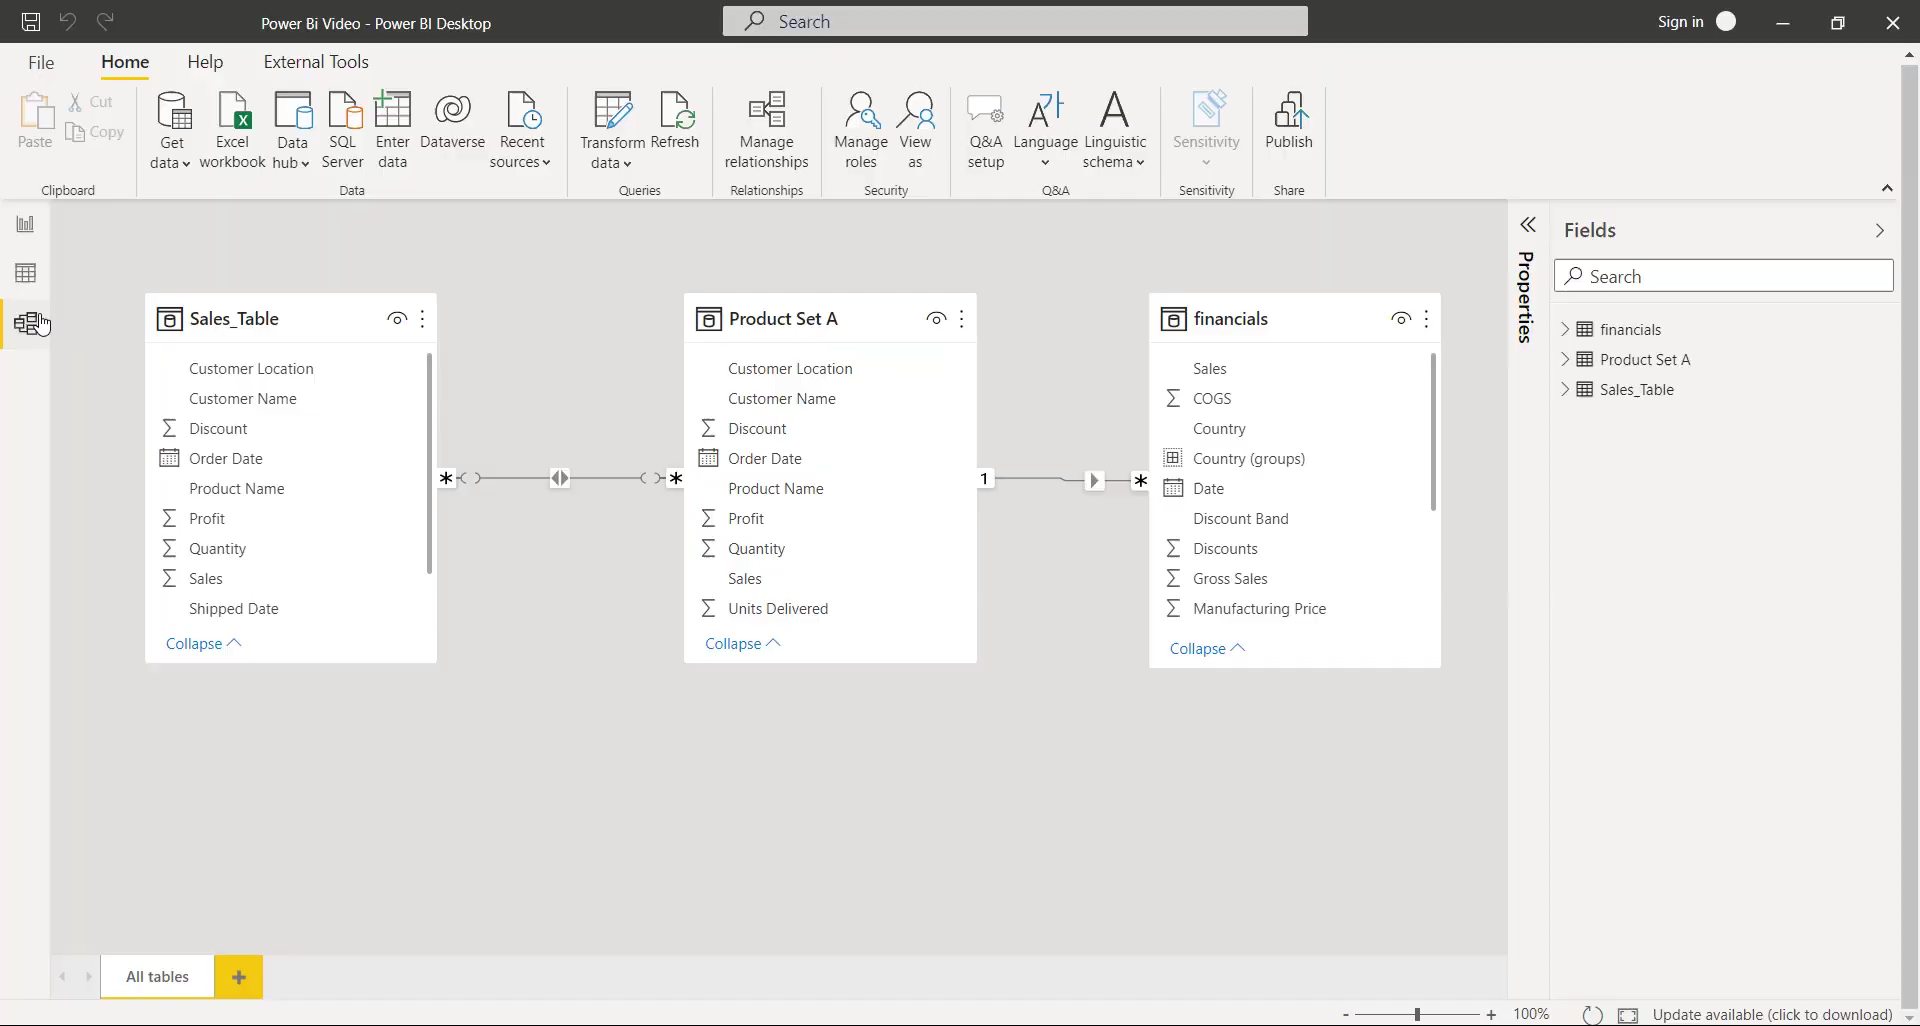 Power Bi Video - Power BI Desktop
Search
Sign in
File
Home
Help
External Tools
Paste
Cut
Copy
Clipboard
Get data
Excel workbook
Data hub
SQL Server
Enter data
Dataverse
Recent sources
Data
Transform data
Refresh
Queries
Manage relationships
Relationships
Manage roles
View as
Security
Q&A setup
Language
Linguistic schema
Q&A
Sensitivity
Sensitivity
Publish
Share
Sales_Table
Customer Location
Customer Name
Discount
Order Date
Product Name
Profit
Quantity
Sales
Shipped Date
Collapse
*
*
Product Set A
Customer Location
Customer Name
Discount
Order Date
Product Name
Profit
Quantity
Sales
Units Delivered
Collapse
1
*
financials
Sales
COGS
Country
Country (groups)
Date
Discount Band
Discounts
Gross Sales
Manufacturing Price
Collapse
Properties
Fields
Search
financials
Product Set A
Sales_Table
All tables
+
- + 100%
Update available (click to download)